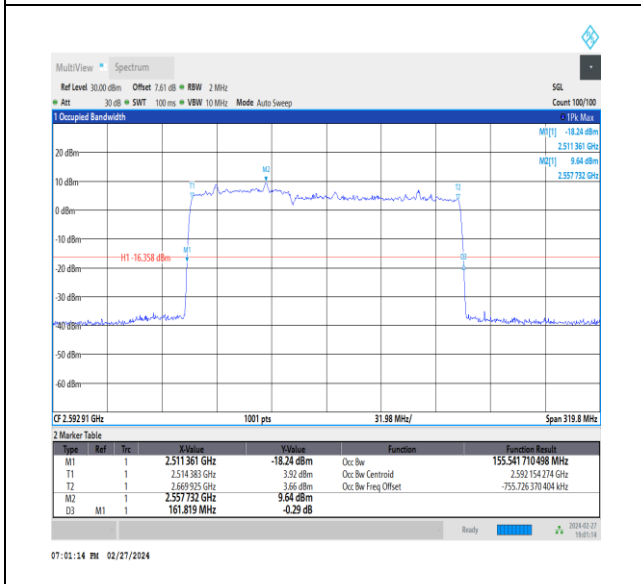 MultiView Spectrum
Ref Level 30.00 dBm Offset 7.61 dB RBW 2 MHz SGL
Att 30 dB SWT 100 ms VBW 10 MHz Mode Auto Sweep Count 100/100
1 Occupied Bandwidth 1Pk Max
M1[1] -18.24 dBm
2.511 361 GHz
M2[1] 9.64 dBm
2.557 732 GHz
20 dBm
10 dBm
0 dBm
-10 dBm
-20 dBm
-30 dBm
-40 dBm
-50 dBm
-60 dBm
M2
T1
T2
M1
D3
H1 -16.358 dBm
CF 2.592 91 GHz 1001 pts 31.98 MHz/ Span 319.8 MHz
2 Marker Table
Type Ref Trc X-Value Y-Value Function Function Result
M1 1 2.511 361 GHz -18.24 dBm Occ Bw 155.541 710 498 MHz
T1 1 2.514 383 GHz 3.92 dBm Occ Bw Centroid 2.592 154 274 GHz
T2 1 2.669 925 GHz 3.66 dBm Occ Bw Freq Offset -755.726 370 404 kHz
M2 1 2.557 732 GHz 9.64 dBm
D3 M1 1 161.819 MHz -0.29 dB
Ready 2024-02-27
19:01:14
07:01:14 PM 02/27/2024